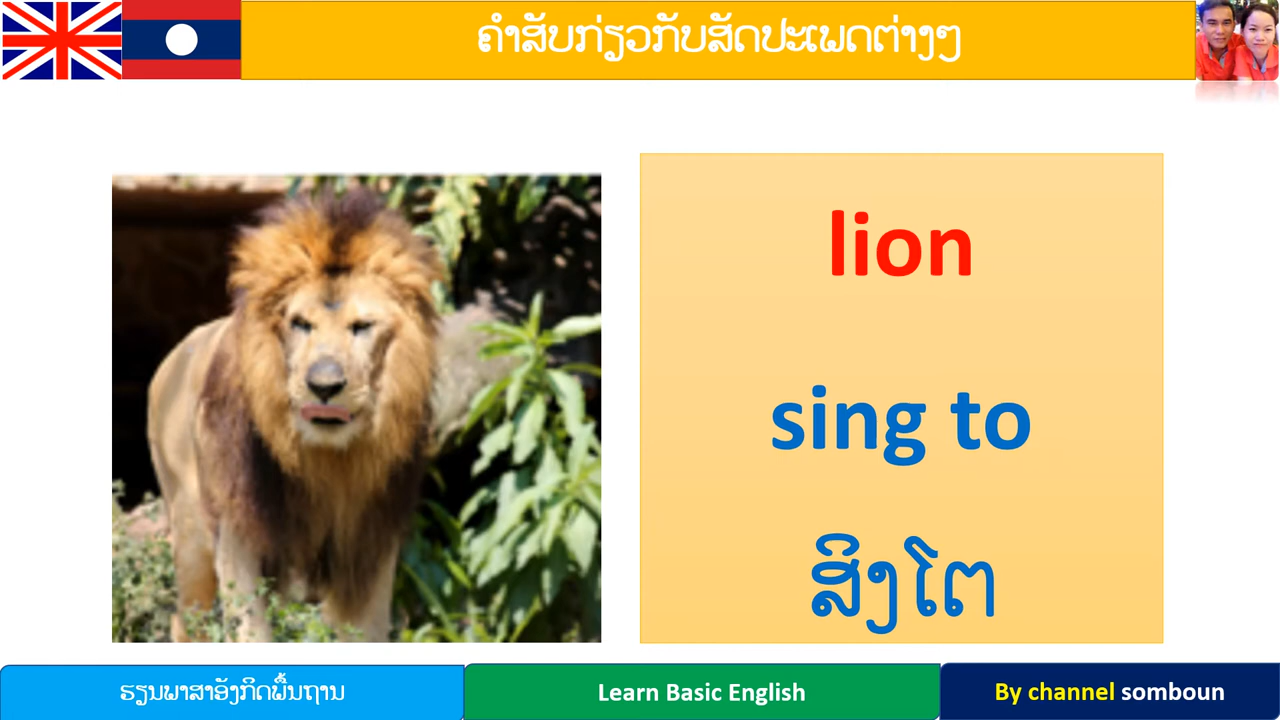 ຄຳສັບກ່ຽວກັບສັດປະເພດຕ່າງໆ
lion
sing to
ສິງໂຕ
ຮຽນພາສາອັງກິດພື້ນຖານ
Learn Basic English
By channel somboun